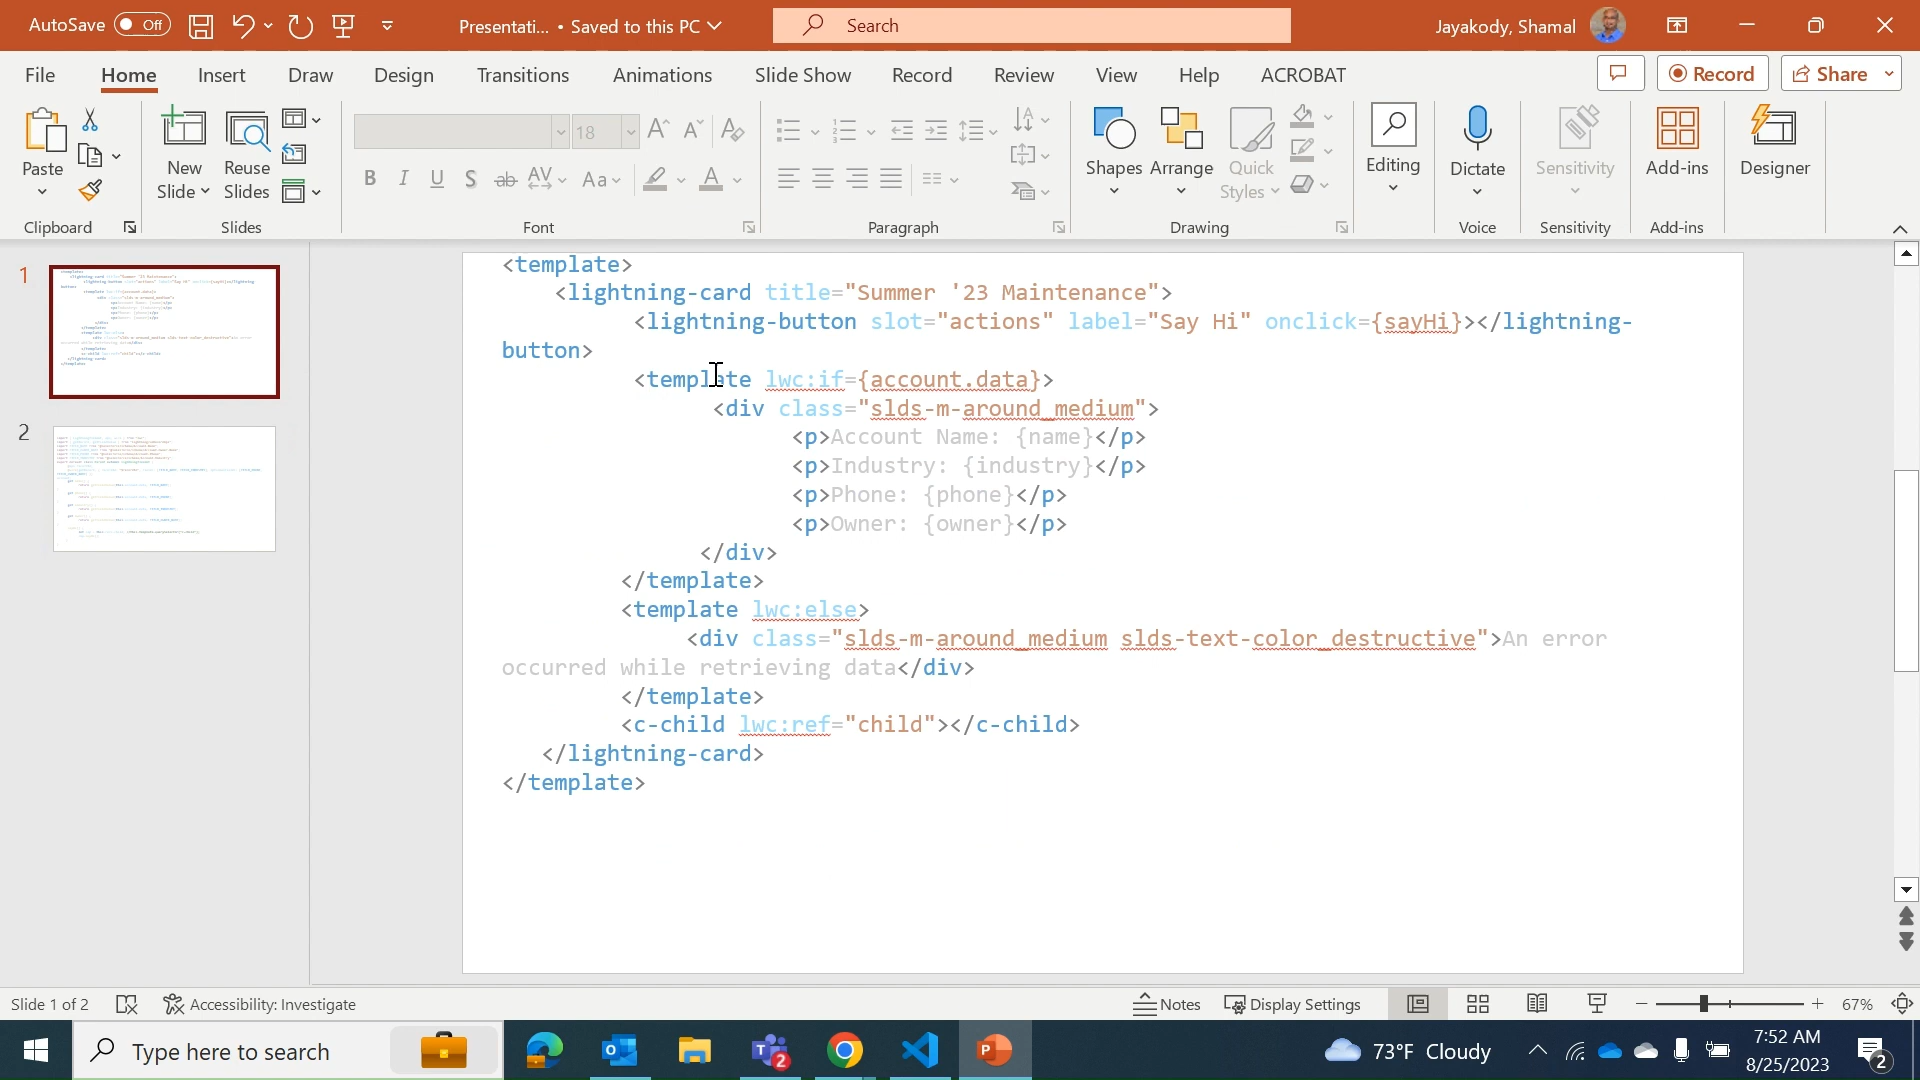 AutoSave Off Presentati... • Saved to this PC Search Jayakody, Shamal
File Home Insert Draw Design Transitions Animations Slide Show Record Review View Help ACROBAT Record Share
Paste New Slide Reuse Slides 18 Shapes Arrange Quick Styles Editing Dictate Sensitivity Add-ins Designer
B I U S ab AV Aa A
Clipboard Slides Font Paragraph Drawing Voice Sensitivity Add-ins
1
2
<template>
<lightning-card title="Summer '23 Maintenance">
<lightning-button slot="actions" label="Say Hi" onclick={sayHi}></lightning-
button>
<template lwc:if={account.data}>
<div class="slds-m-around_medium">
<p>Account Name: {name}</p>
<p>Industry: {industry}</p>
<p>Phone: {phone}</p>
<p>Owner: {owner}</p>
</div>
</template>
<template lwc:else>
<div class="slds-m-around_medium slds-text-color_destructive">An error
occurred while retrieving data</div>
</template>
<c-child lwc:ref="child"></c-child>
</lightning-card>
</template>
Slide 1 of 2 Accessibility: Investigate Notes Display Settings 67%
Type here to search 2 73°F Cloudy 7:52 AM
8/25/2023 2